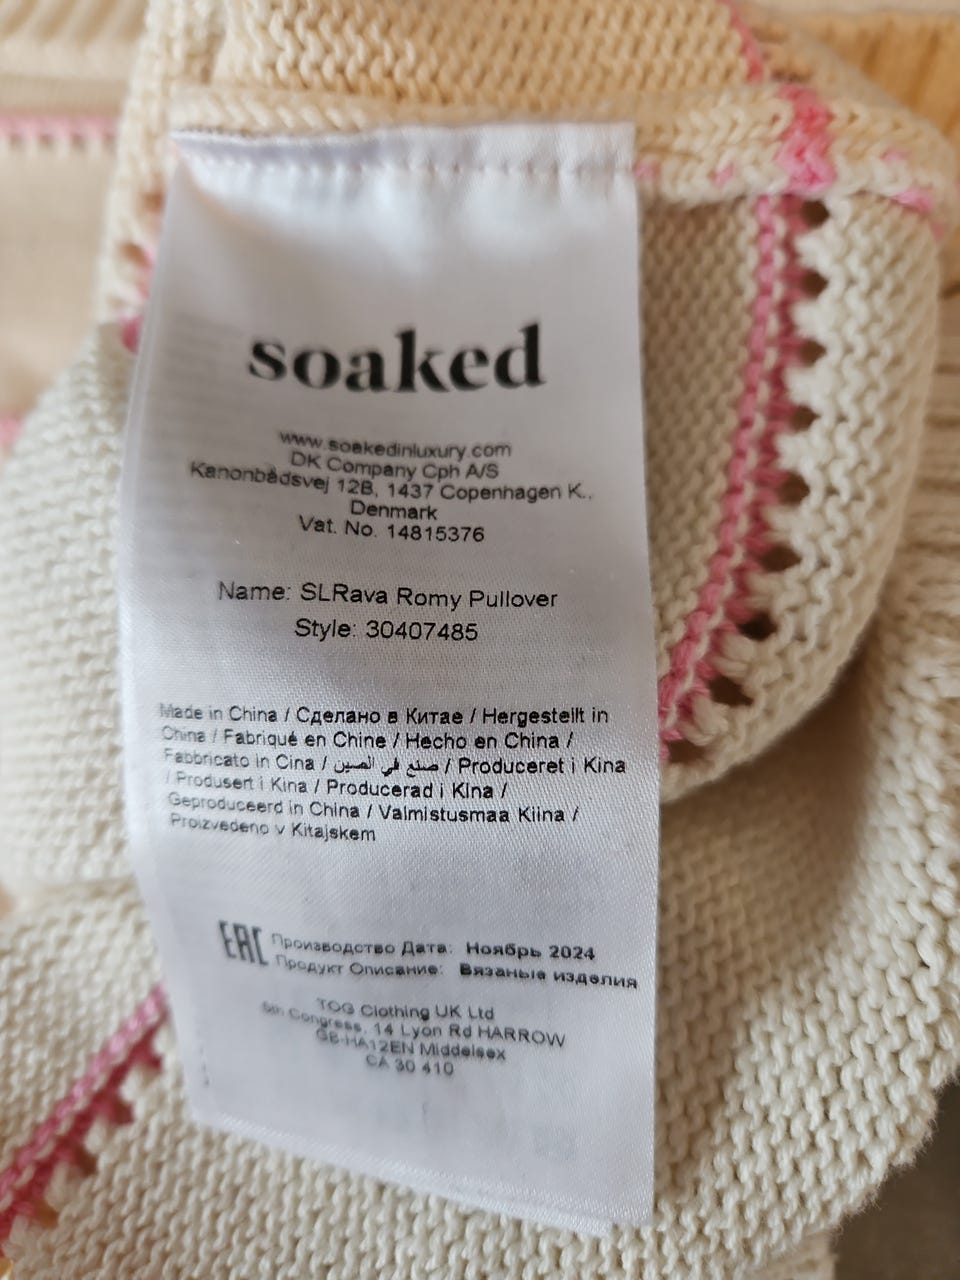 soaked
www.soakedinluxury.com
DK Company Cph A/S
Kanonbådsvej 12B, 1437 Copenhagen K.,
Denmark
Vat. No. 14815376
Name: SLRava Romy Pullover
Style: 30407485
Made in China / Сделано в Китае / Hergestellt in
China / Fabriqué en Chine / Hecho en China /
Fabbricato in Cina / صنع في الصين / Produceret i Kina
/ Produsert i Kina / Producerad i Kina /
Geproduceerd in China / Valmistusmaa Kiina /
Proizvedeno v Kitajskem
EAC
Производство Дата: Ноябрь 2024
Продукт Описание: Вязаные изделия
TOG Clothing UK Ltd
Congress, 14 Lyon Rd HARROW
GB-HA12EN Middelsex
CA 30 410